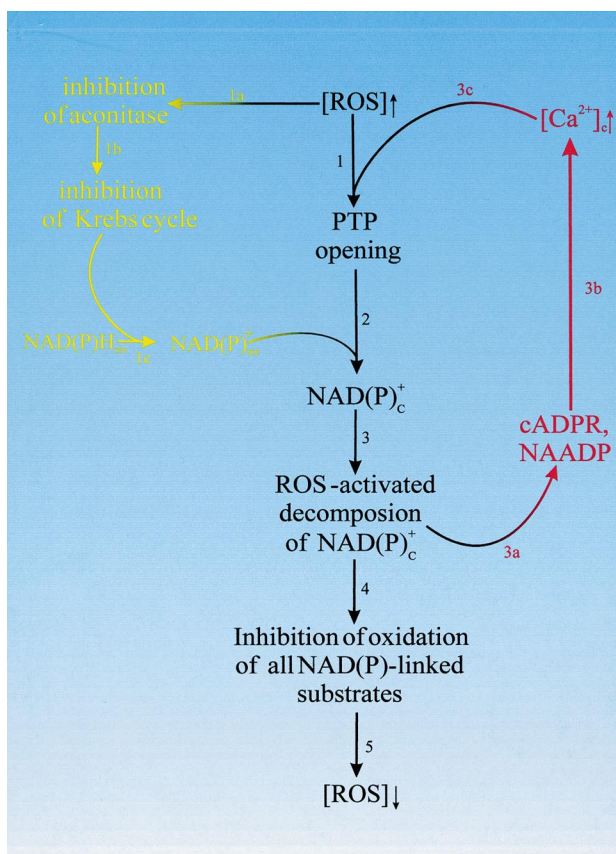 inhibition
of aconitase
1a
[ROS]↑
3c
[Ca²⁺]c↑
1b
1
inhibition
of Krebs cycle
PTP
opening
3b
2
NAD(P)H
1c
NAD(P)⁺
NAD(P)c⁺
cADPR,
NAADP
3
ROS-activated
decomposion
of NAD(P)c⁺
3a
4
Inhibition of oxidation
of all NAD(P)-linked
substrates
5
[ROS]↓